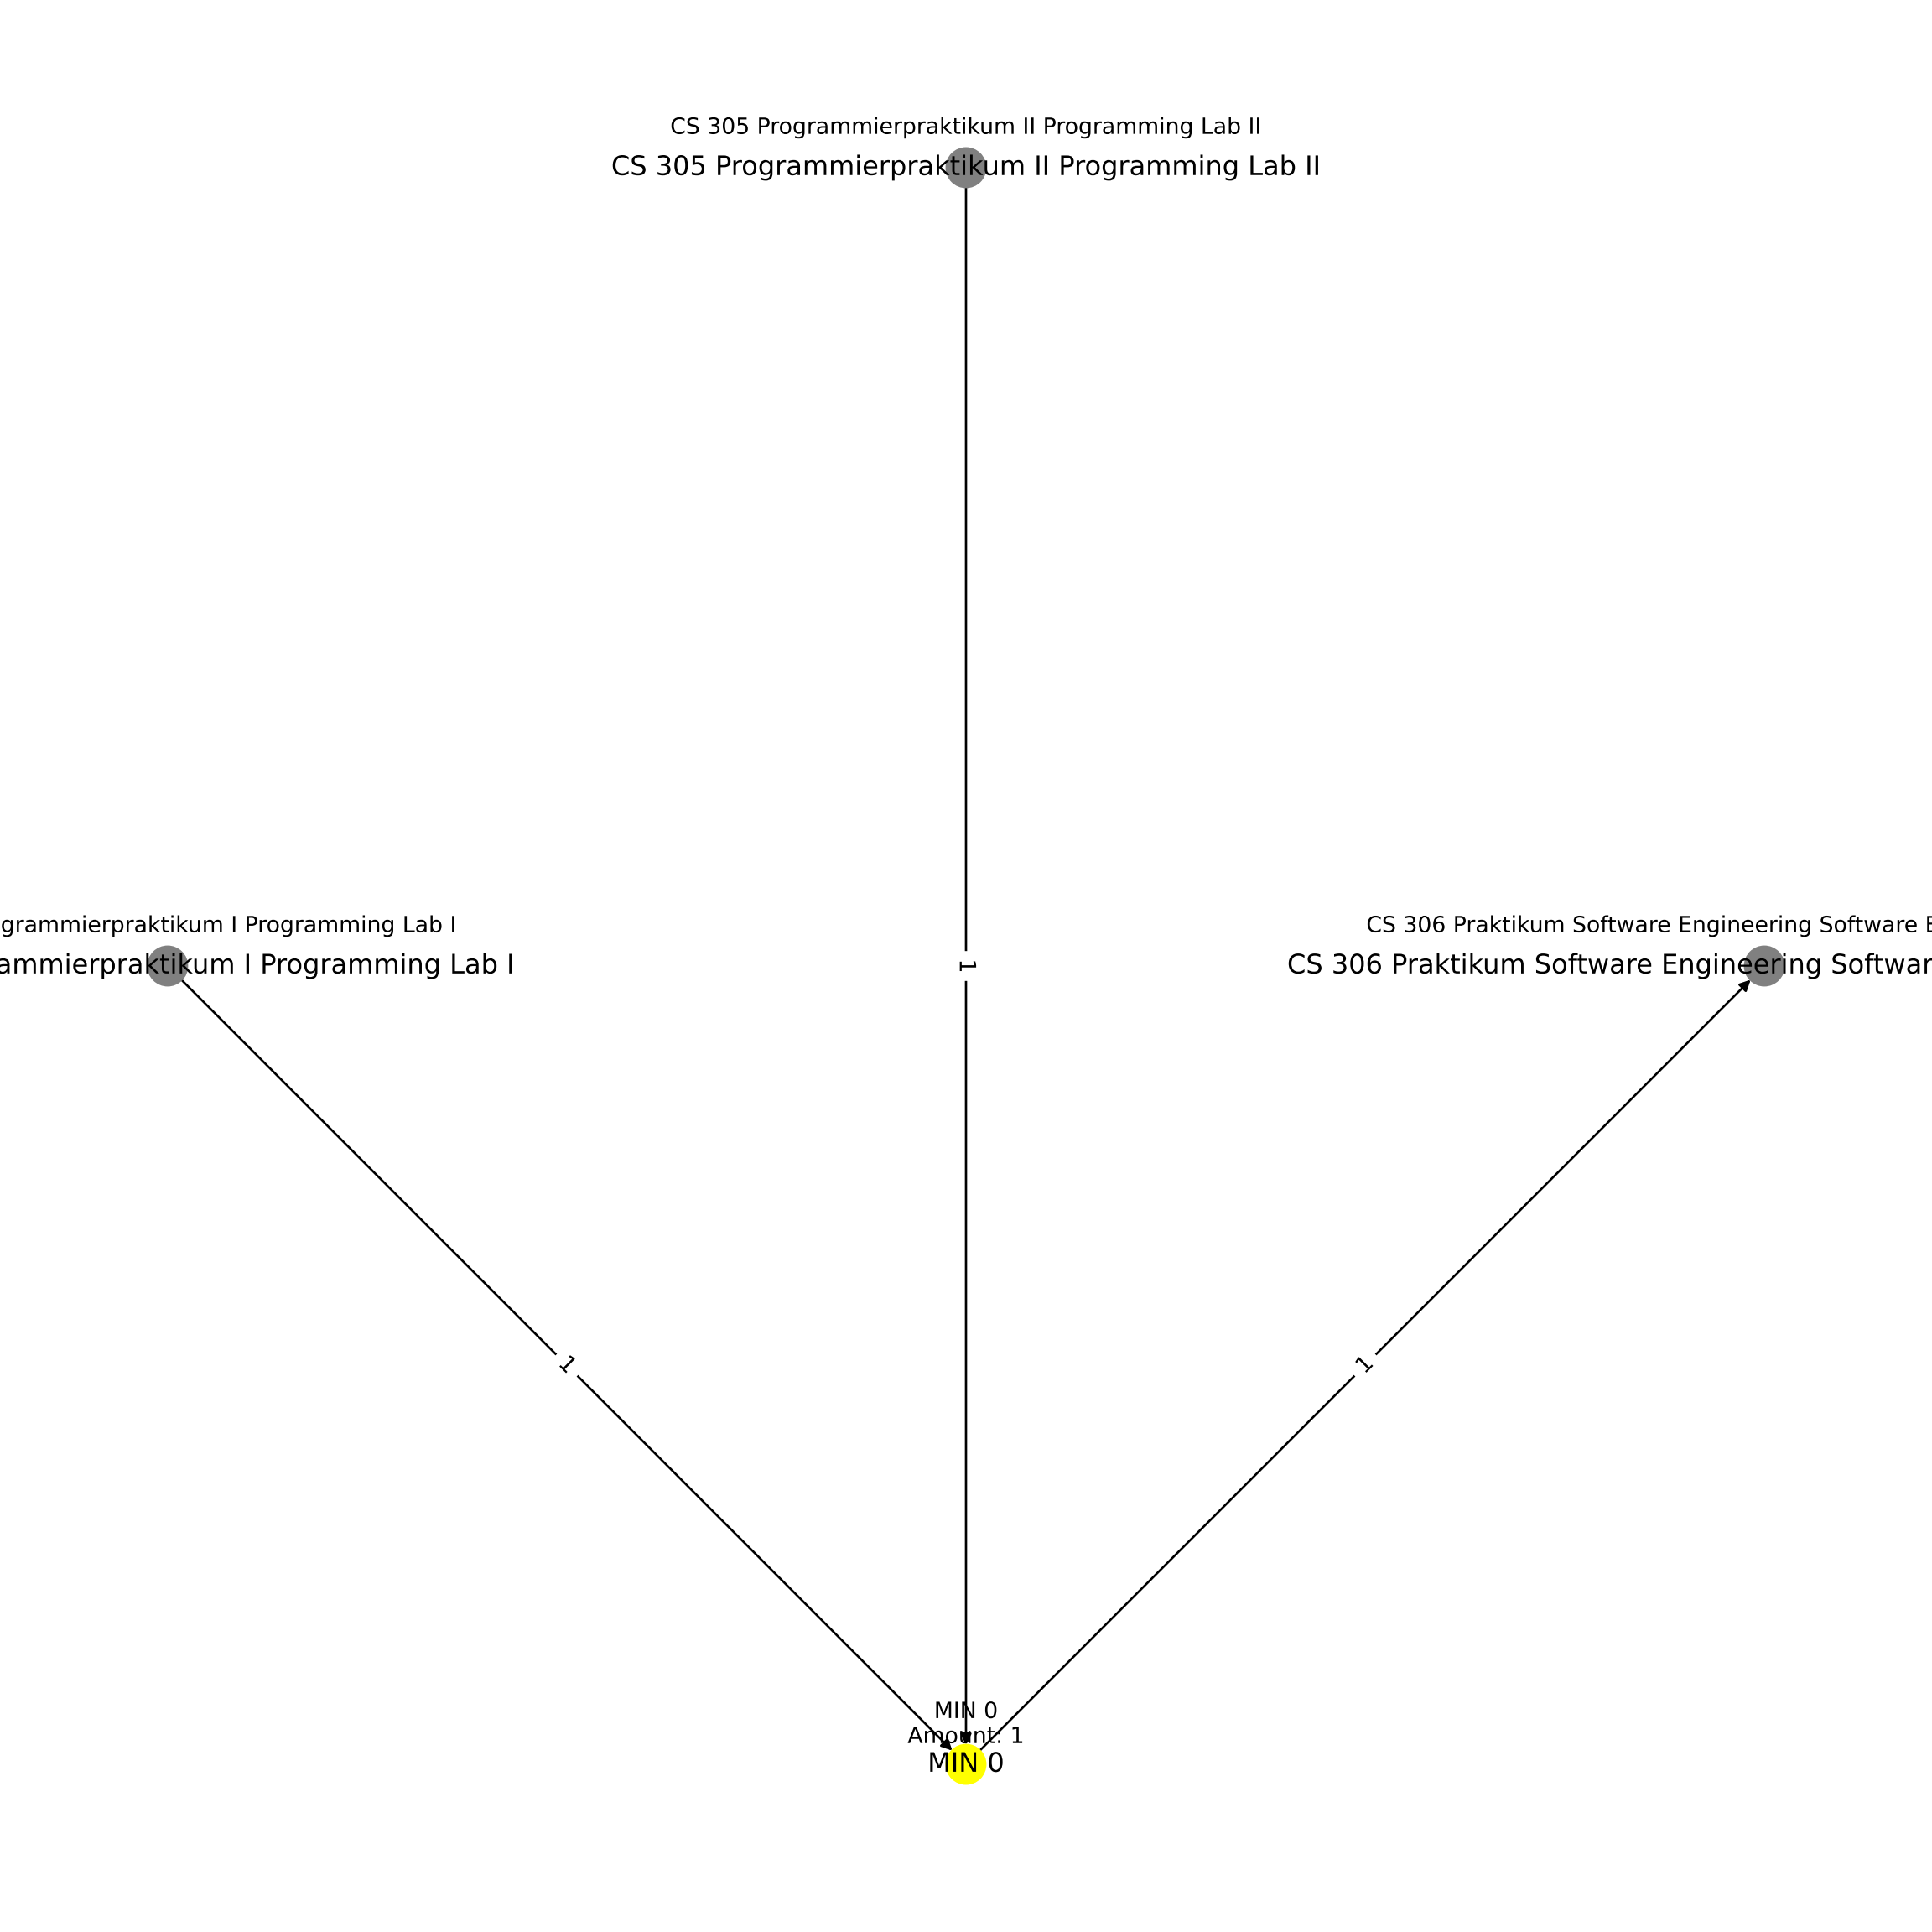 CS 305 Programmierpraktikum II Programming Lab II
CS 305 Programmierpraktikum II Programming Lab II
grammierpraktikum I Programming Lab I
CS 306 Praktikum Software Engineering Software E
ammierpraktikum I Programming Lab I
CS 306 Praktikum Software Engineering Softwar
1
1
1
MIN 0
Amount: 1
MIN 0